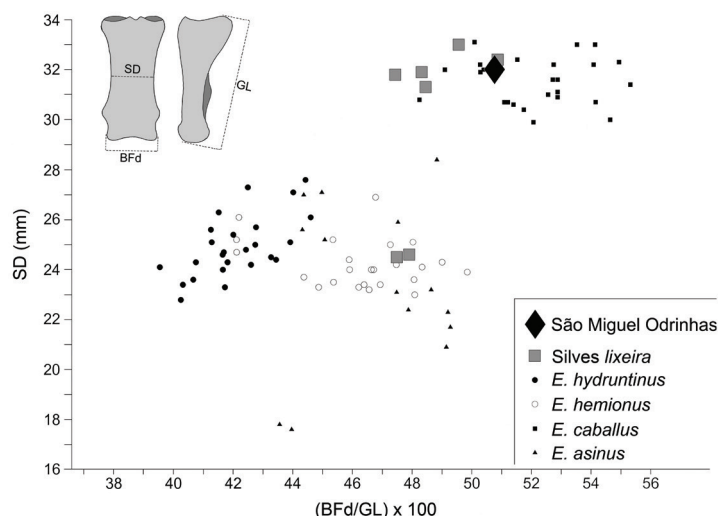 34
32
30
28
26
24
22
20
18
16
SD (mm)
SD
GL
BFd
São Miguel Odrinhas
Silves lixeira
E. hydruntinus
E. hemionus
E. caballus
E. asinus
38 40 42 44 46 48 50 52 54 56
(BFd/GL) x 100